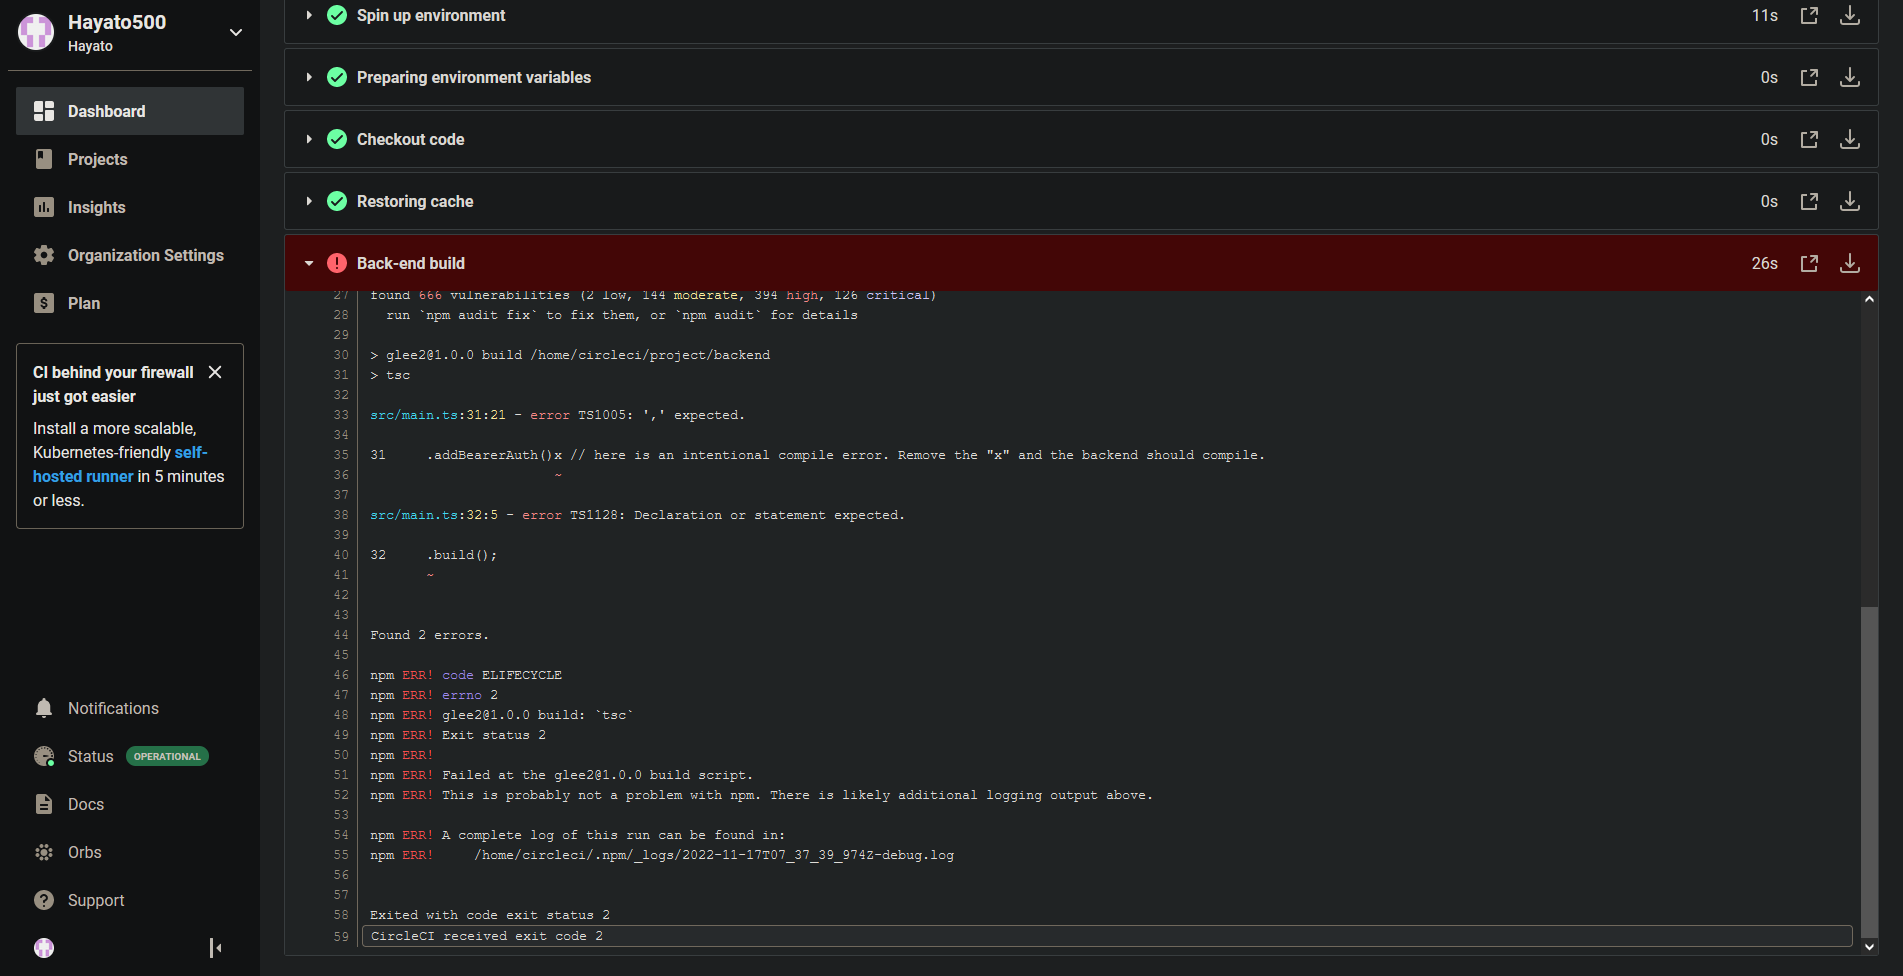 Hayato500
Hayato
Dashboard
Projects
Insights
Organization Settings
Plan
CI behind your firewall
just got easier
Install a more scalable,
Kubernetes-friendly self-
hosted runner in 5 minutes
or less.
Notifications
Status OPERATIONAL
Docs
Orbs
Support
Spin up environment 11s
Preparing environment variables 0s
Checkout code 0s
Restoring cache 0s
Back-end build 26s
27 found 666 vulnerabilities (2 low, 144 moderate, 394 high, 126 critical)
28 run `npm audit fix` to fix them, or `npm audit` for details
29
30 > glee2@1.0.0 build /home/circleci/project/backend
31 > tsc
32
33 src/main.ts:31:21 - error TS1005: ',' expected.
34
35 31 .addBearerAuth()x // here is an intentional compile error. Remove the "x" and the backend should compile.
36 ~
37
38 src/main.ts:32:5 - error TS1128: Declaration or statement expected.
39
40 32 .build();
41 ~
42
43
44 Found 2 errors.
45
46 npm ERR! code ELIFECYCLE
47 npm ERR! errno 2
48 npm ERR! glee2@1.0.0 build: `tsc`
49 npm ERR! Exit status 2
50 npm ERR!
51 npm ERR! Failed at the glee2@1.0.0 build script.
52 npm ERR! This is probably not a problem with npm. There is likely additional logging output above.
53
54 npm ERR! A complete log of this run can be found in:
55 npm ERR! /home/circleci/.npm/_logs/2022-11-17T07_37_39_974Z-debug.log
56
57
58 Exited with code exit status 2
59 CircleCI received exit code 2